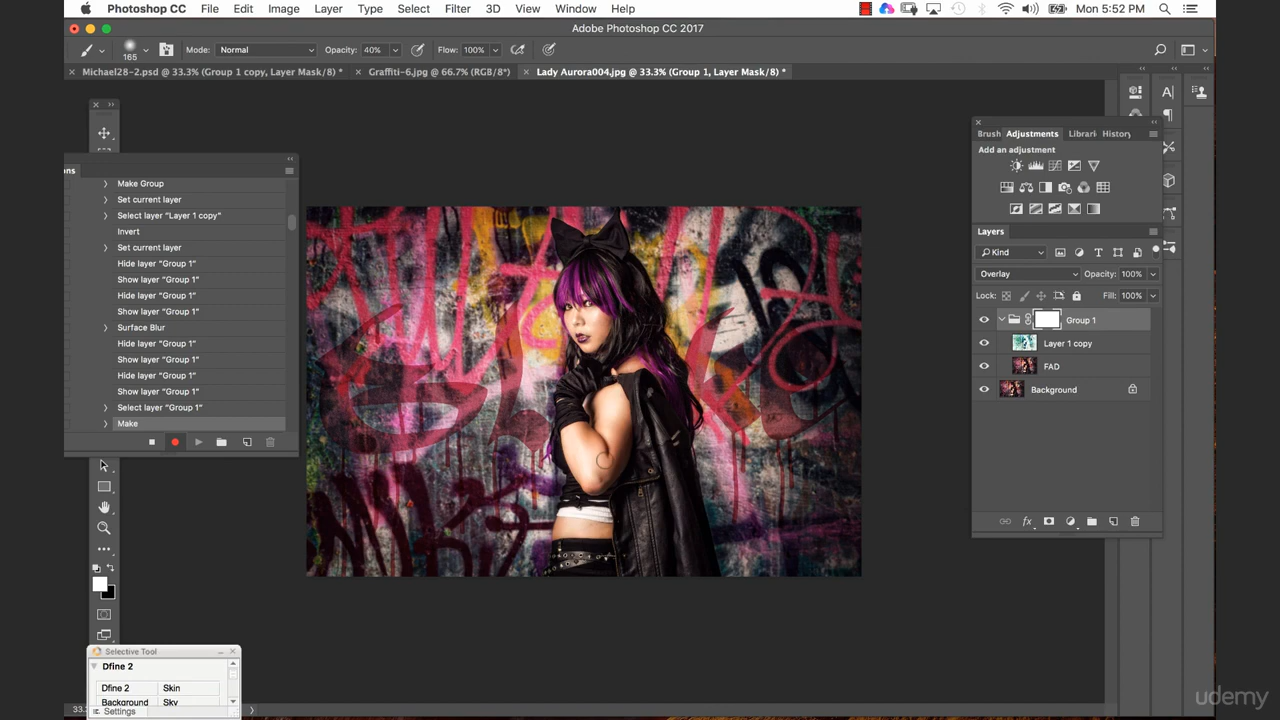 Photoshop CC File Edit Image Layer Type Select Filter 3D View Window Help Mon 5:52 PM
Adobe Photoshop CC 2017
165 Mode: Normal Opacity: 40% Flow: 100%
Michael28-2.psd @ 33.3% (Group 1 copy, Layer Mask/8) * Graffiti-6.jpg @ 66.7% (RGB/8*) Lady Aurora004.jpg @ 33.3% (Group 1, Layer Mask/8) *
ons
Make Group
Set current layer
Select layer "Layer 1 copy"
Invert
Set current layer
Hide layer "Group 1"
Show layer "Group 1"
Hide layer "Group 1"
Show layer "Group 1"
Surface Blur
Hide layer "Group 1"
Show layer "Group 1"
Hide layer "Group 1"
Show layer "Group 1"
Select layer "Group 1"
Make
Brush Adjustments Librari History
Add an adjustment
Layers
Kind
Overlay Opacity: 100%
Lock: Fill: 100%
Group 1
Layer 1 copy
FAD
Background
Selective Tool
Dfine 2
Dfine 2 Skin
Background Sky
Settings
33.
udemy